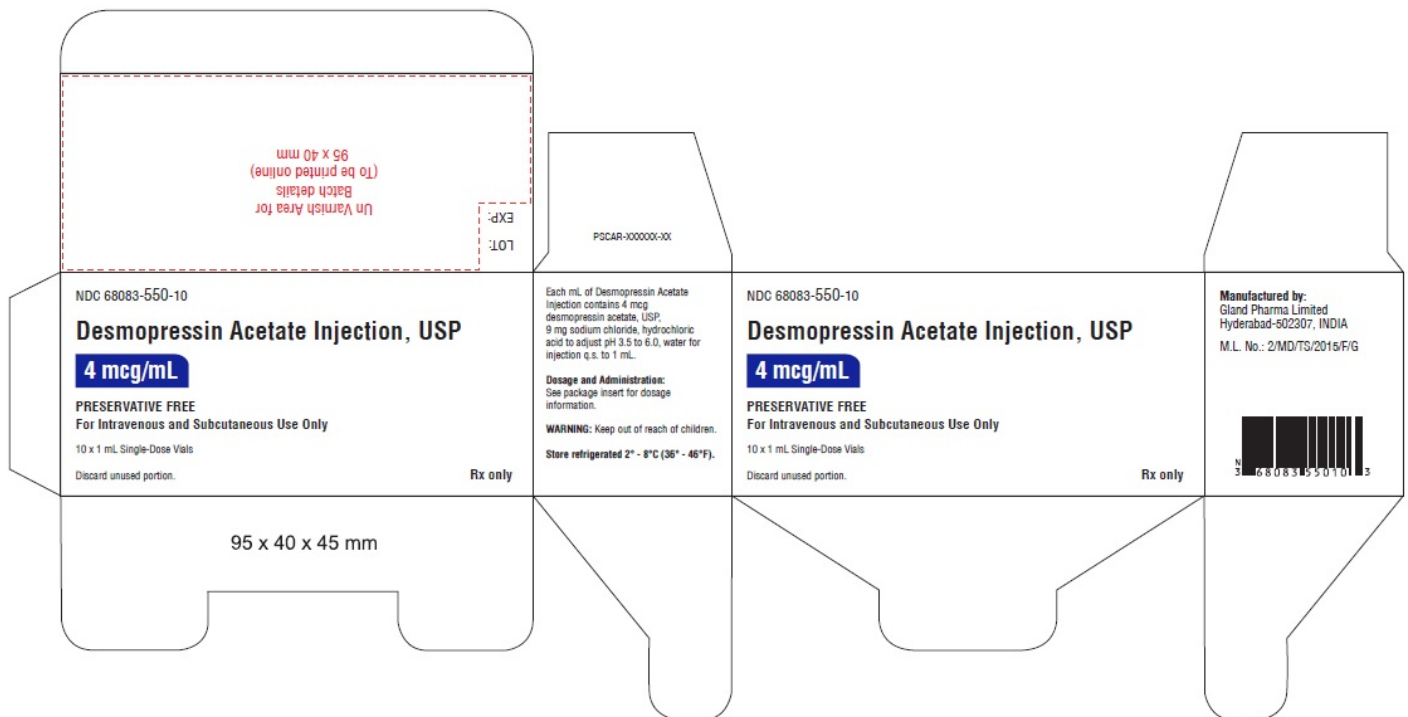 Un Varnish Area for
Batch details
(To be printed online)
95 x 40 mm
LOT:
EXP:
PSCAR-XXXXXX-XX
NDC 68083-550-10
Desmopressin Acetate Injection, USP
4 mcg/mL
PRESERVATIVE FREE
For Intravenous and Subcutaneous Use Only
10 x 1 mL Single-Dose Vials
Discard unused portion.
Rx only
95 x 40 x 45 mm
Each mL of Desmopressin Acetate
Injection contains 4 mcg
desmopressin acetate, USP,
9 mg sodium chloride, hydrochloric
acid to adjust pH 3.5 to 6.0, water for
injection q.s. to 1 mL.
Dosage and Administration:
See package insert for dosage
information.
WARNING: Keep out of reach of children.
Store refrigerated 2° - 8°C (36° - 46°F).
NDC 68083-550-10
Desmopressin Acetate Injection, USP
4 mcg/mL
PRESERVATIVE FREE
For Intravenous and Subcutaneous Use Only
10 x 1 mL Single-Dose Vials
Discard unused portion.
Rx only
Manufactured by:
Gland Pharma Limited
Hyderabad-502307, INDIA
M.L. No.: 2/MD/TS/2015/F/G
N
3 68083 55010 3